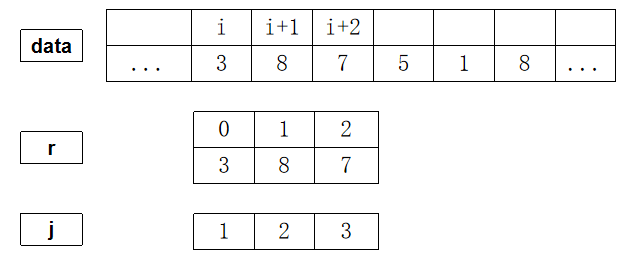 i i+1 i+2
data
... 3 8 7 5 1 8 ...
0 1 2
r
3 8 7
j 1 2 3